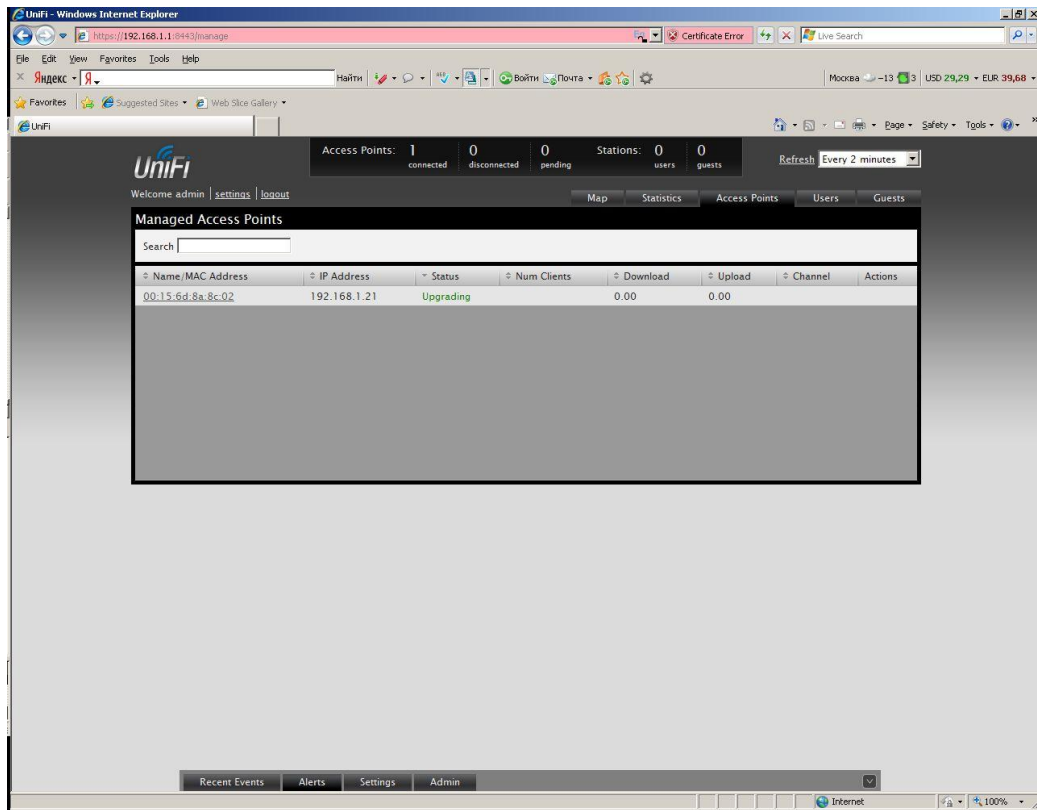 UniFi - Windows Internet Explorer
https://192.168.1.1:8443/manage
Certificate Error
Live Search
File Edit View Favorites Tools Help
Яндекс
Я
Найти
Войти
Почта
Москва -13
3
USD 29,29
EUR 39,68
Favorites
Suggested Sites
Web Slice Gallery
UniFi
Page
Safety
Tools
UniFi
Access Points: 1 0 0 Stations: 0 0
connected disconnected pending users guests
Refresh Every 2 minutes
Welcome admin | settings | logout
Map Statistics Access Points Users Guests
Managed Access Points
Search
Name/MAC Address IP Address Status Num Clients Download Upload Channel Actions
00:15:6d:8a:8c:02 192.168.1.21 Upgrading 0.00 0.00
Recent Events Alerts Settings Admin
Internet
100%